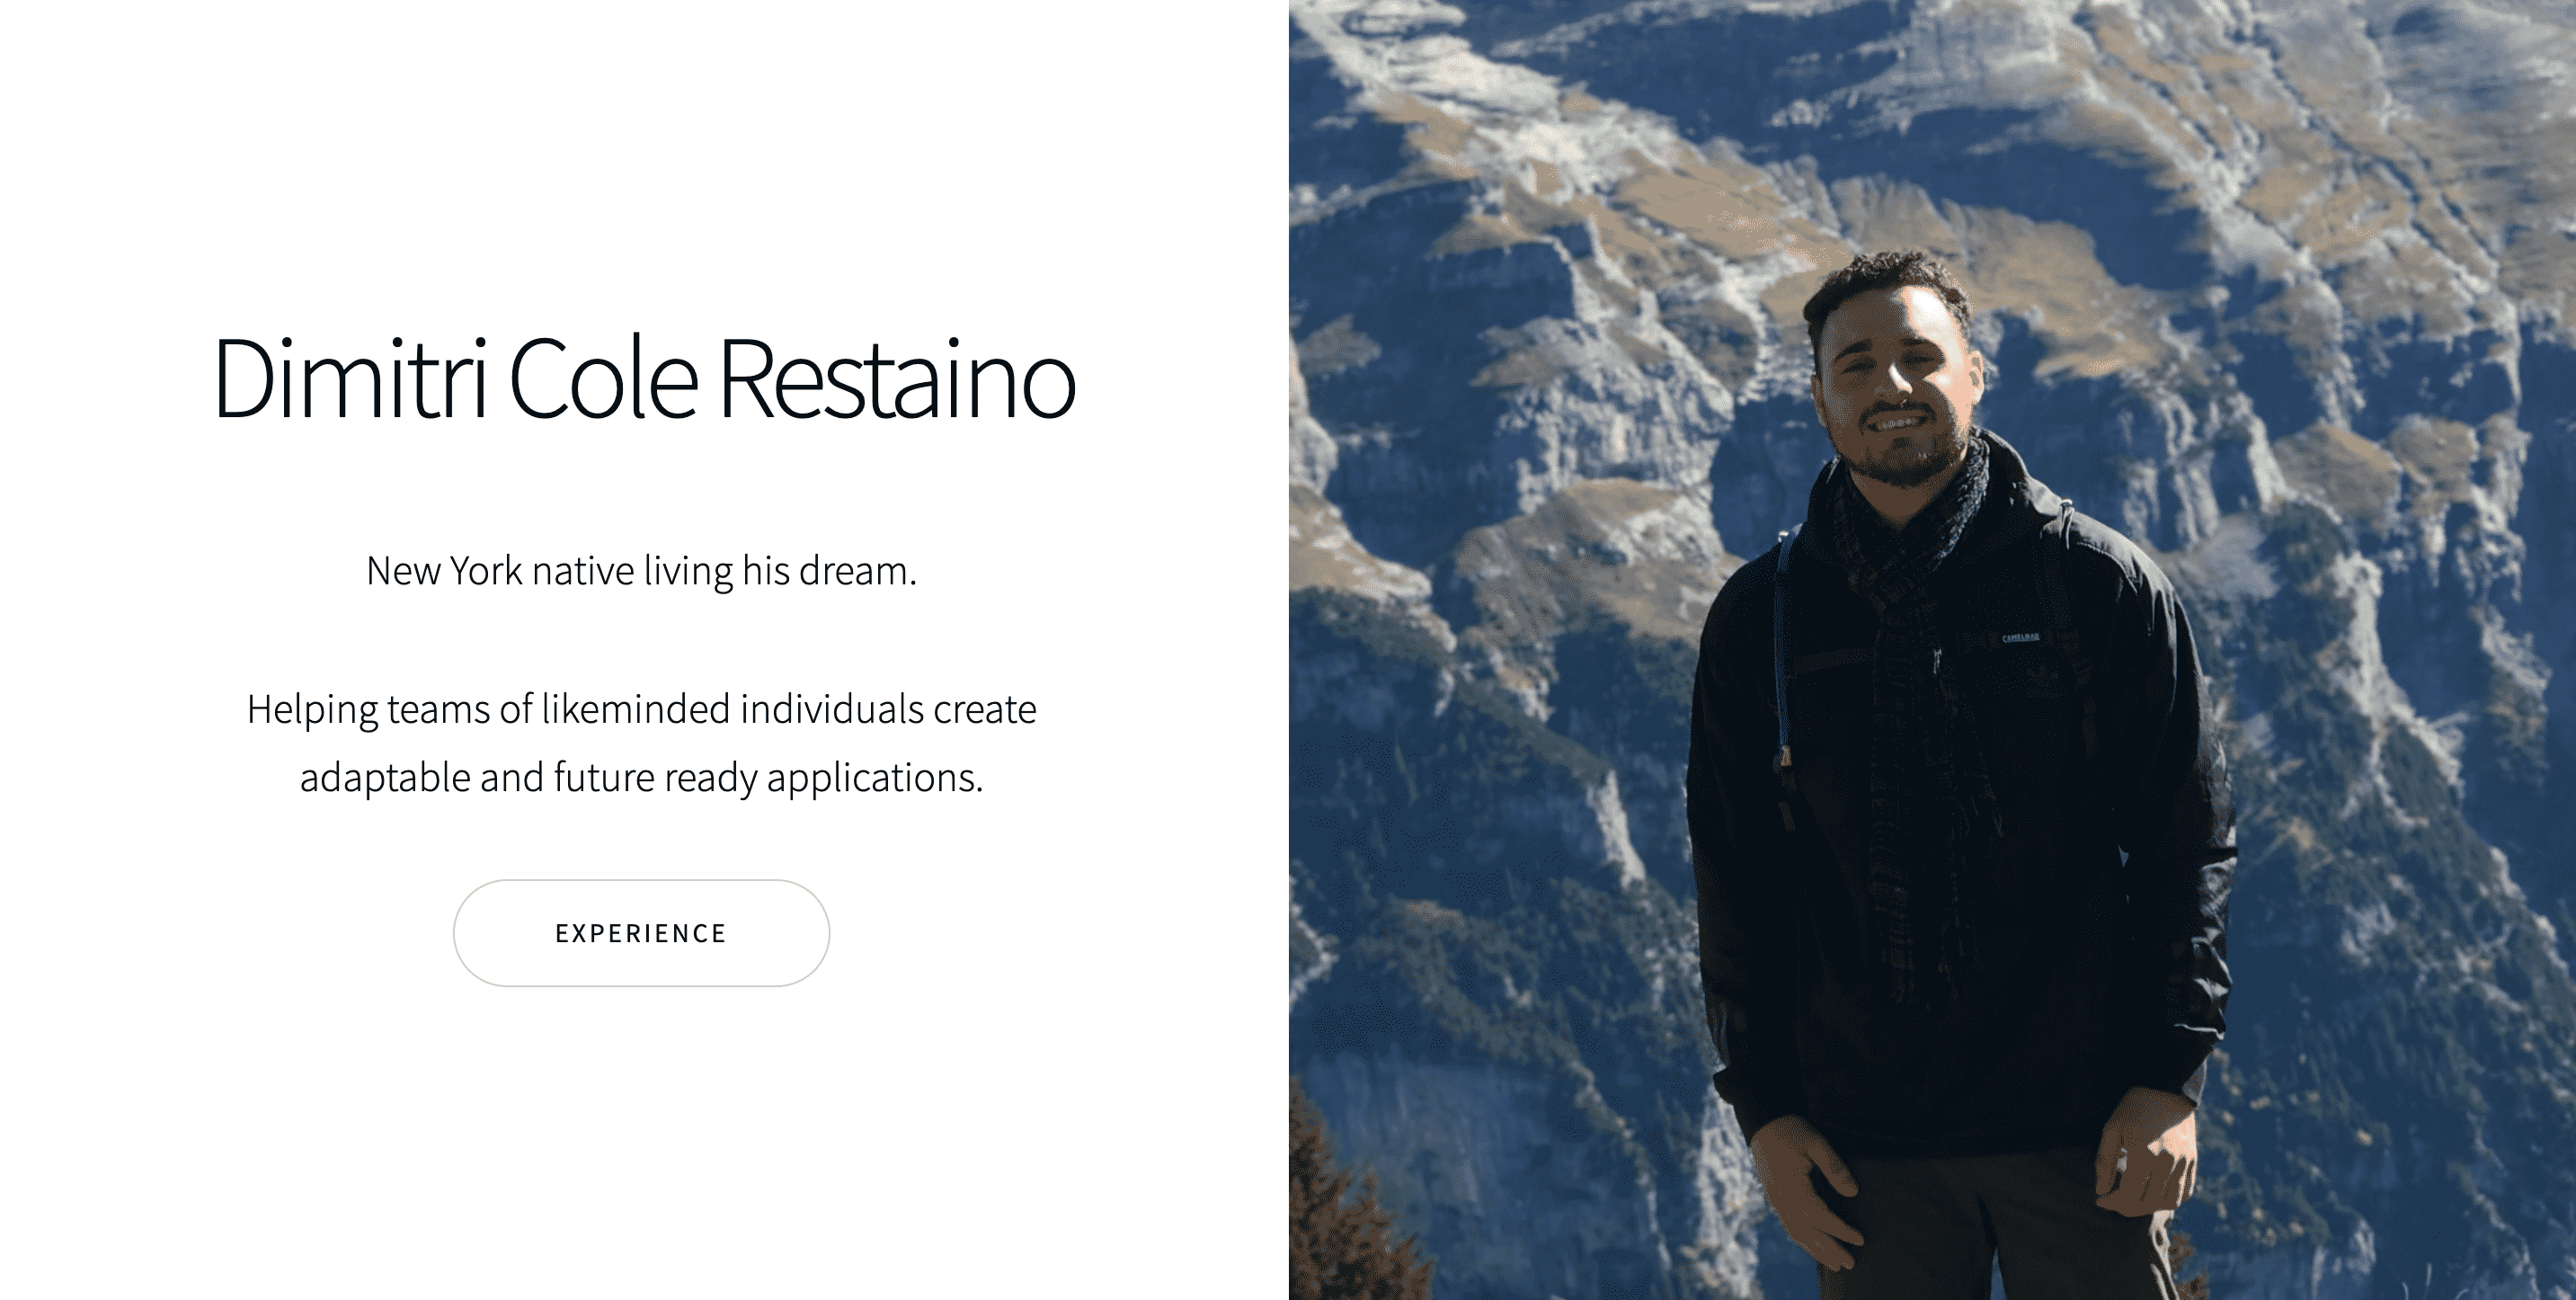 Dimitri Cole Restaino
New York native living his dream.
Helping teams of likeminded individuals create
adaptable and future ready applications.
EXPERIENCE
CAMELBAK